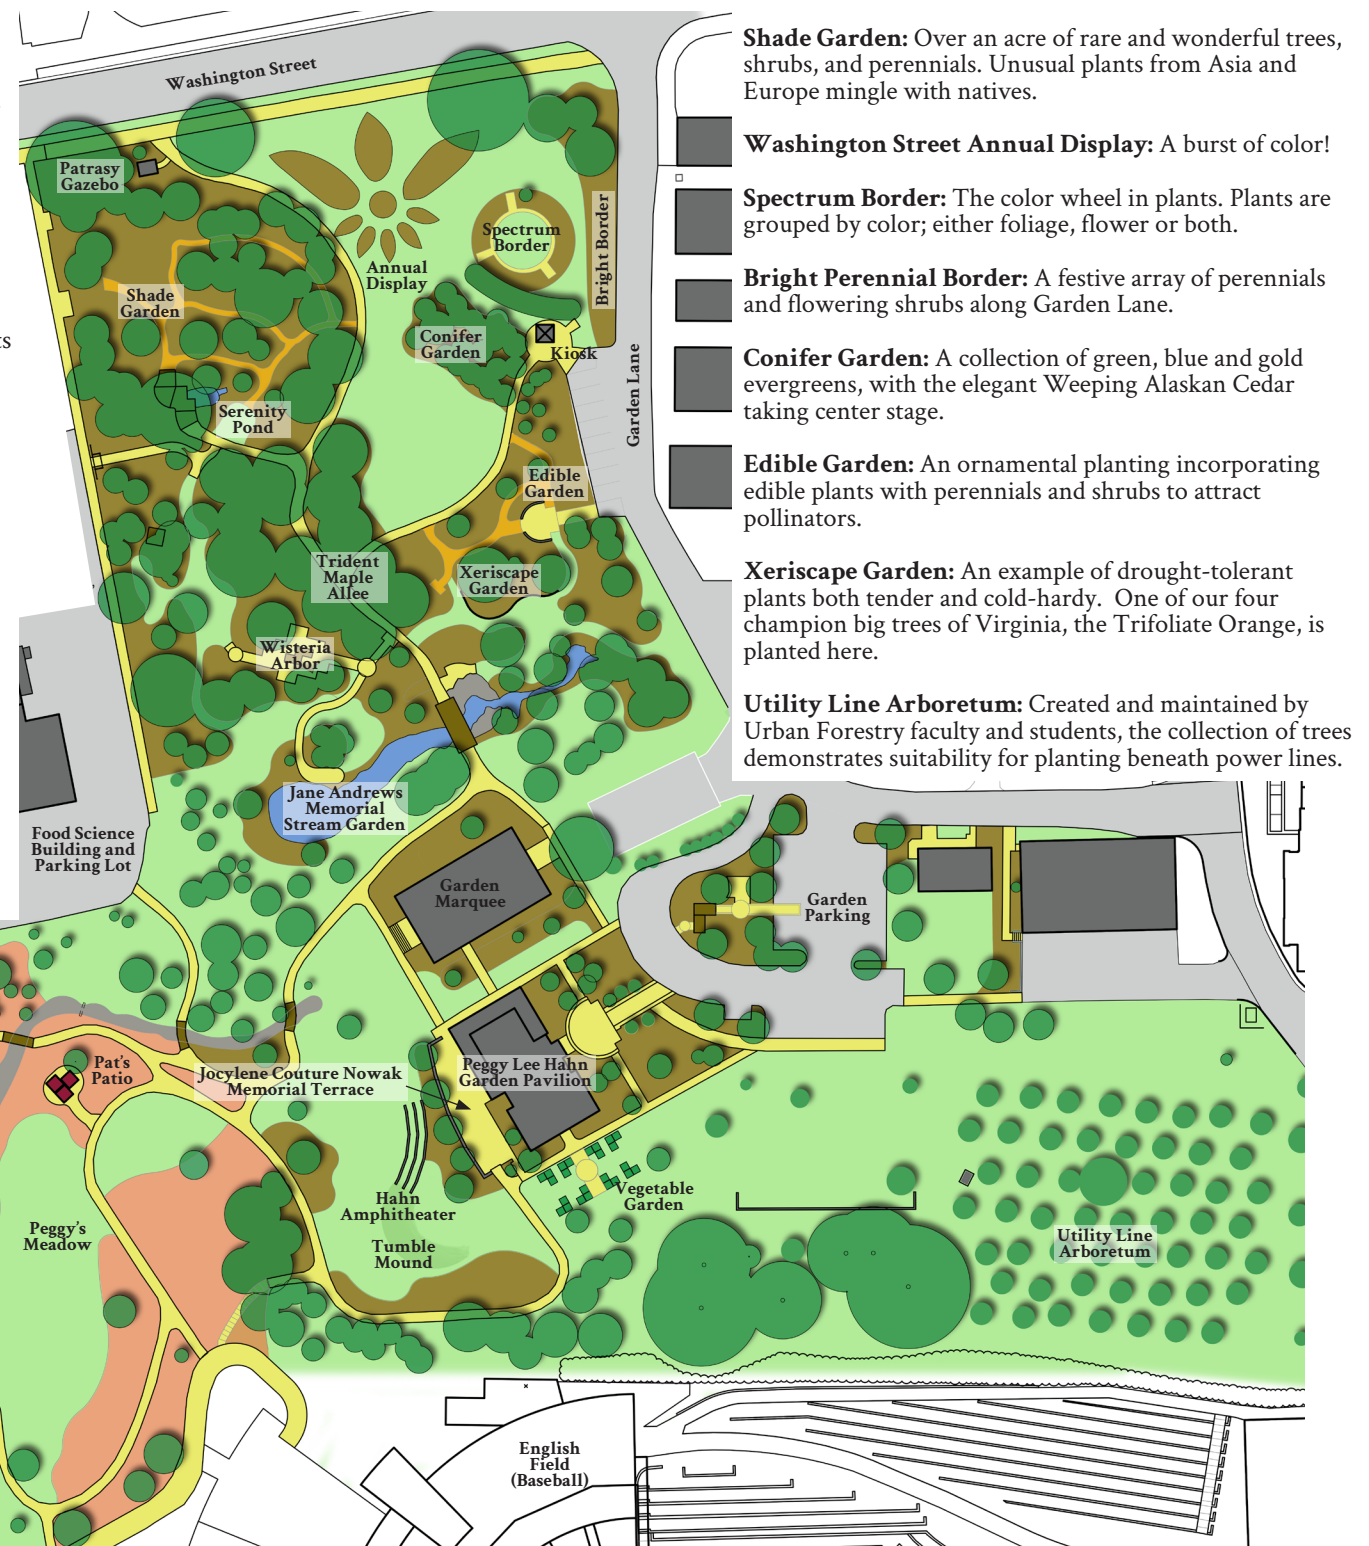 Shade Garden: Over an acre of rare and wonderful trees,
shrubs, and perennials. Unusual plants from Asia and
Europe mingle with natives.
Washington Street Annual Display: A burst of color!
Spectrum Border: The color wheel in plants. Plants are
grouped by color; either foliage, flower or both.
Bright Perennial Border: A festive array of perennials
and flowering shrubs along Garden Lane.
Conifer Garden: A collection of green, blue and gold
evergreens, with the elegant Weeping Alaskan Cedar
taking center stage.
Edible Garden: An ornamental planting incorporating
edible plants with perennials and shrubs to attract
pollinators.
Xeriscape Garden: An example of drought-tolerant
plants both tender and cold-hardy. One of our four
champion big trees of Virginia, the Trifoliate Orange, is
planted here.
Utility Line Arboretum: Created and maintained by
Urban Forestry faculty and students, the collection of trees
demonstrates suitability for planting beneath power lines.
Washington Street
Patrasy
Gazebo
Spectrum
Border
Bright Border
Annual
Display
Shade
Garden
Conifer
Garden
Kiosk
ts
Garden Lane
Serenity
Pond
Edible
Garden
Trident
Maple
Allee
Xeriscape
Garden
Wisteria
Arbor
Jane Andrews
Memorial
Stream Garden
Food Science
Building and
Parking Lot
Garden
Marquee
Garden
Parking
Pat's
Patio
Jocylene Couture Nowak
Memorial Terrace
Peggy Lee Hahn
Garden Pavilion
Hahn
Amphitheater
Vegetable
Garden
Peggy's
Meadow
Tumble
Mound
Utility Line
Arboretum
English
Field
(Baseball)